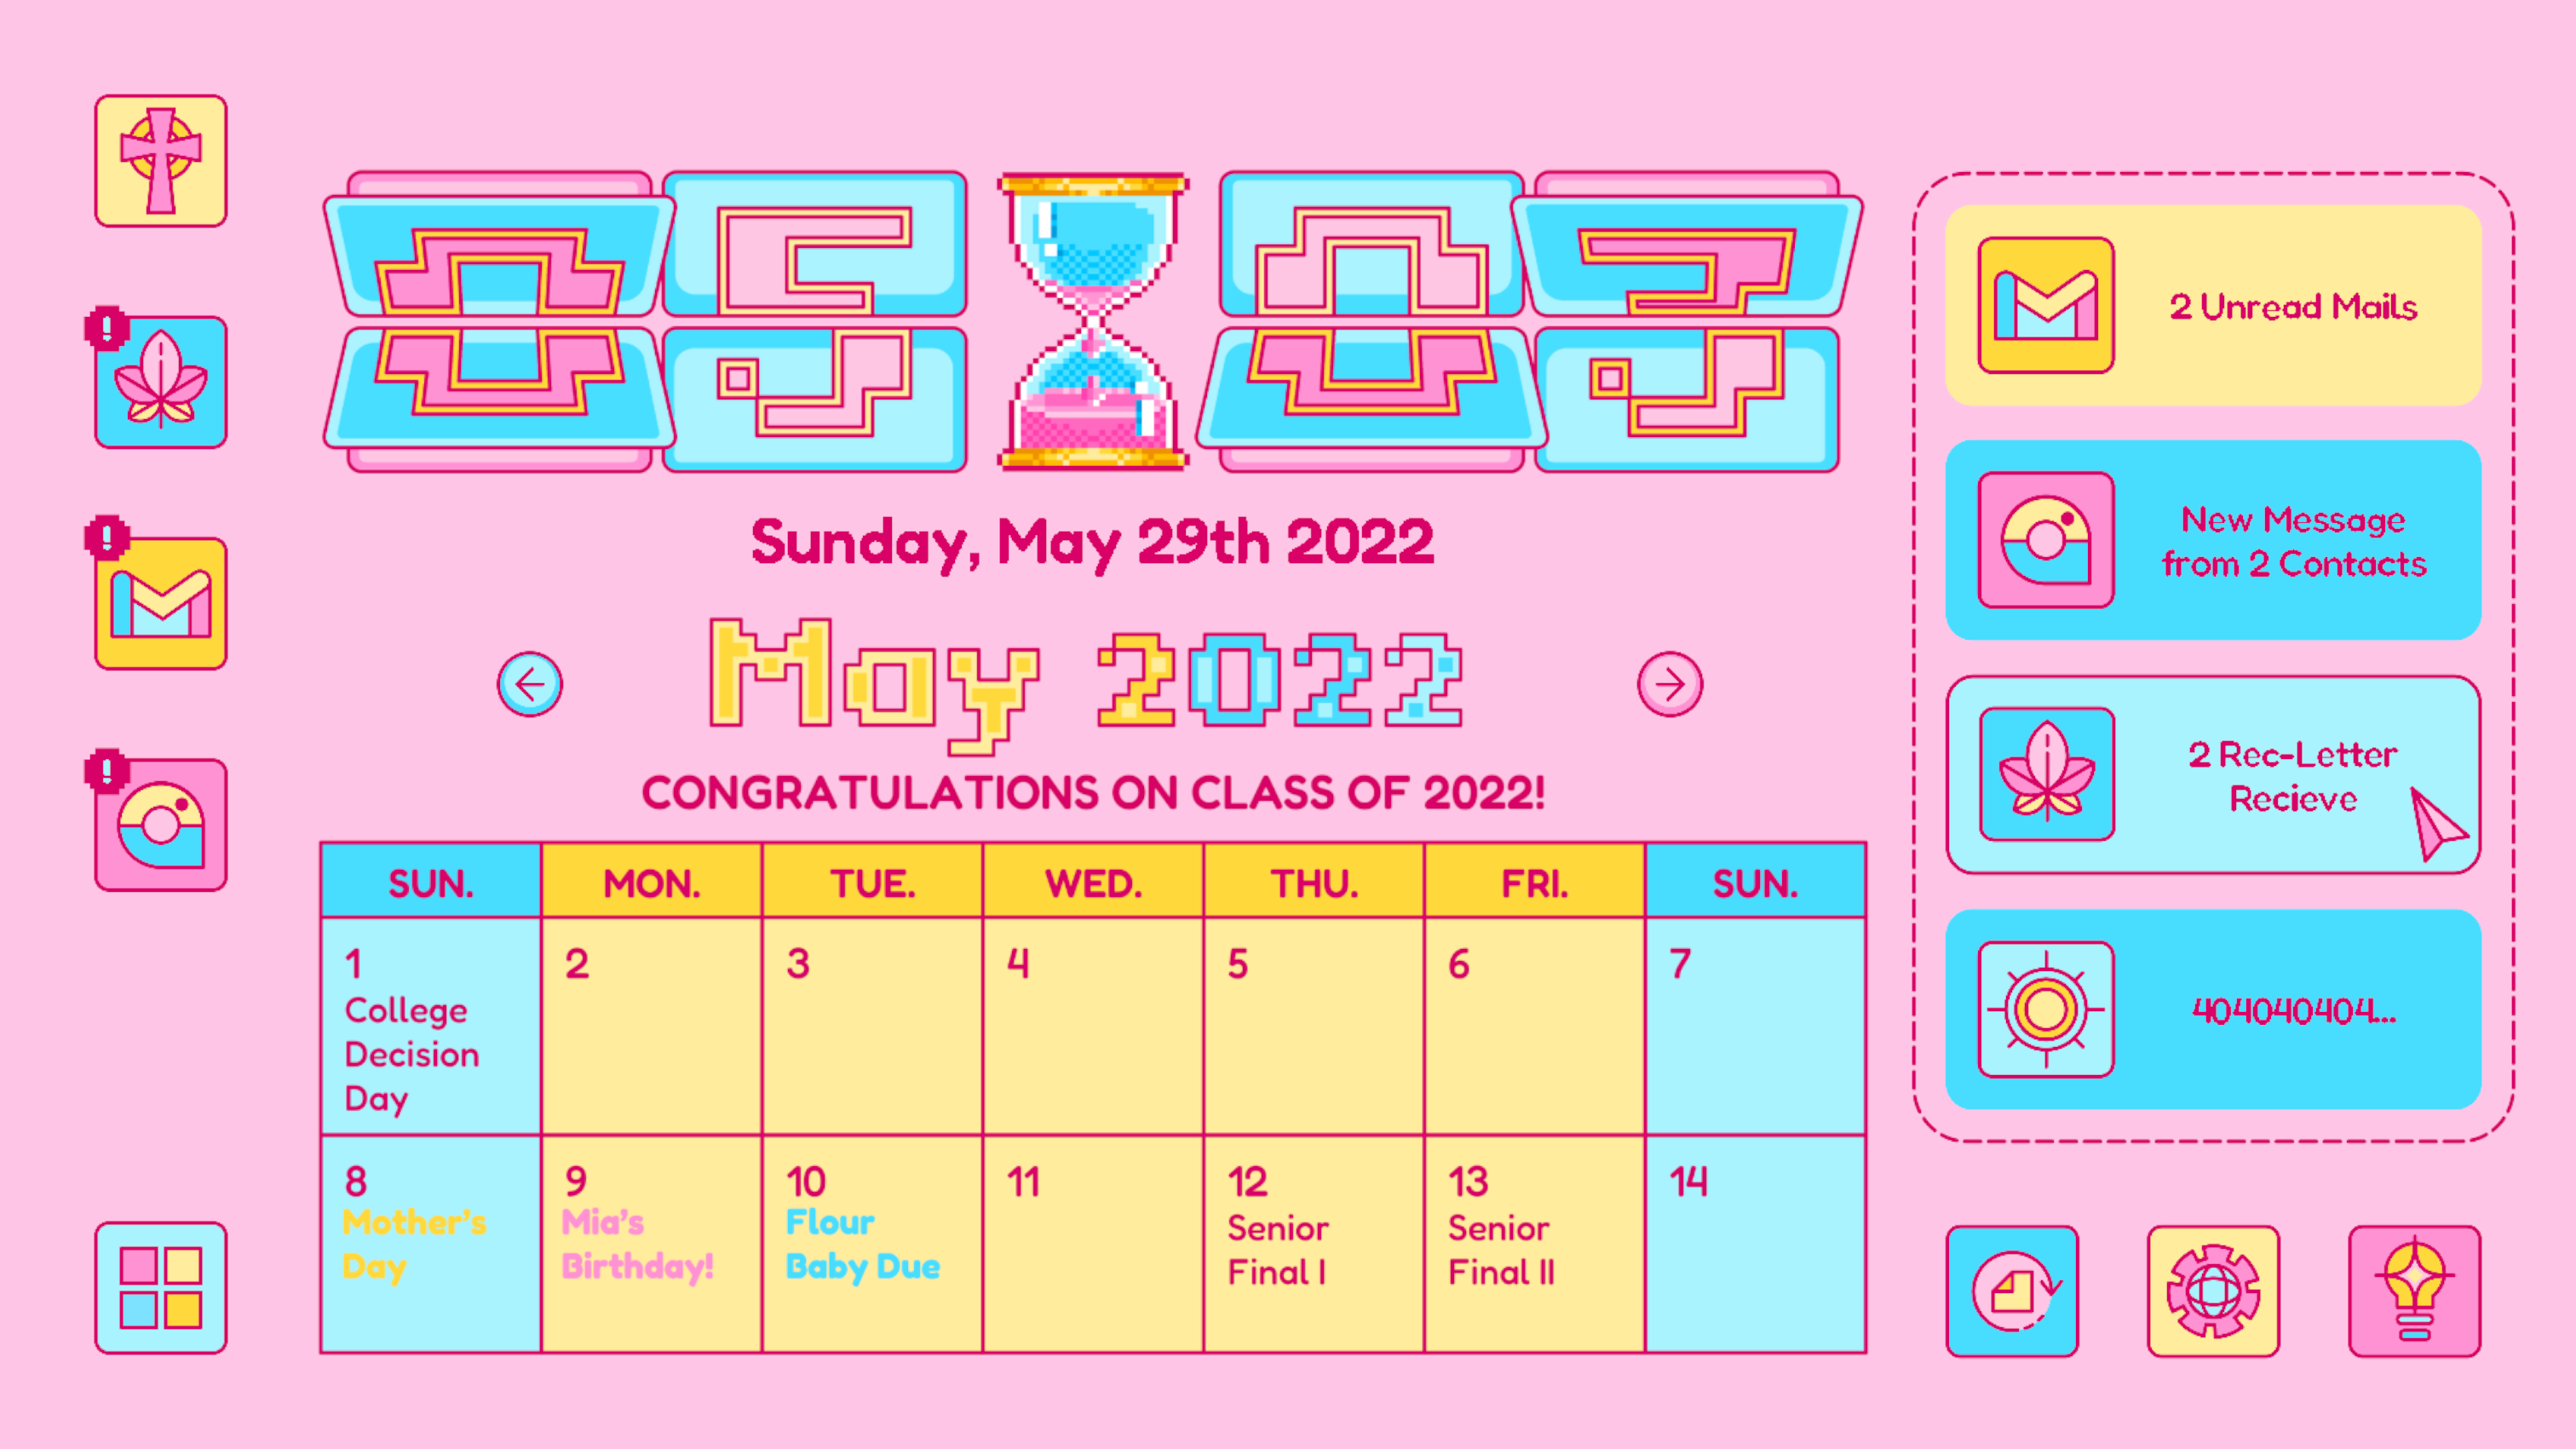 !
!
!
05 03
Sunday, May 29th 2022
May 2022
CONGRATULATIONS ON CLASS OF 2022!
SUN. MON. TUE. WED. THU. FRI. SUN.
1 2 3 4 5 6 7
College
Decision
Day
8 9 10 11 12 13 14
Mother's
Day
Mia's
Birthday!
Flour
Baby Due
Senior
Final I
Senior
Final II
2 Unread Mails
New Message
from 2 Contacts
2 Rec-Letter
Recieve
404040404...